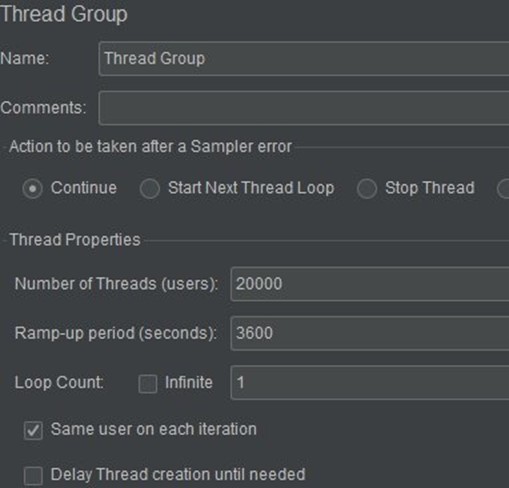 Thread Group
Name: Thread Group
Comments:
Action to be taken after a Sampler error
Continue Start Next Thread Loop Stop Thread
Thread Properties
Number of Threads (users): 20000
Ramp-up period (seconds): 3600
Loop Count: Infinite 1
Same user on each iteration
Delay Thread creation until needed